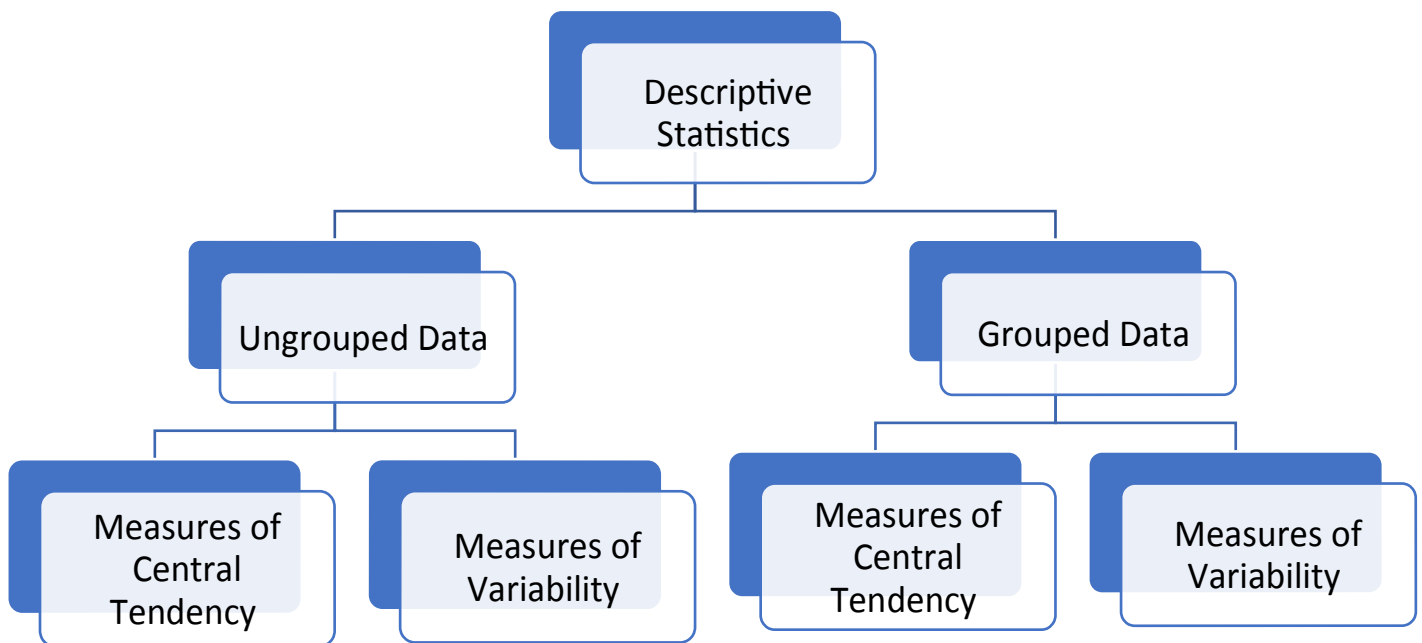 Descriptive
Statistics
Ungrouped Data
Grouped Data
Measures of
Central
Tendency
Measures of
Variability
Measures of
Central
Tendency
Measures of
Variability